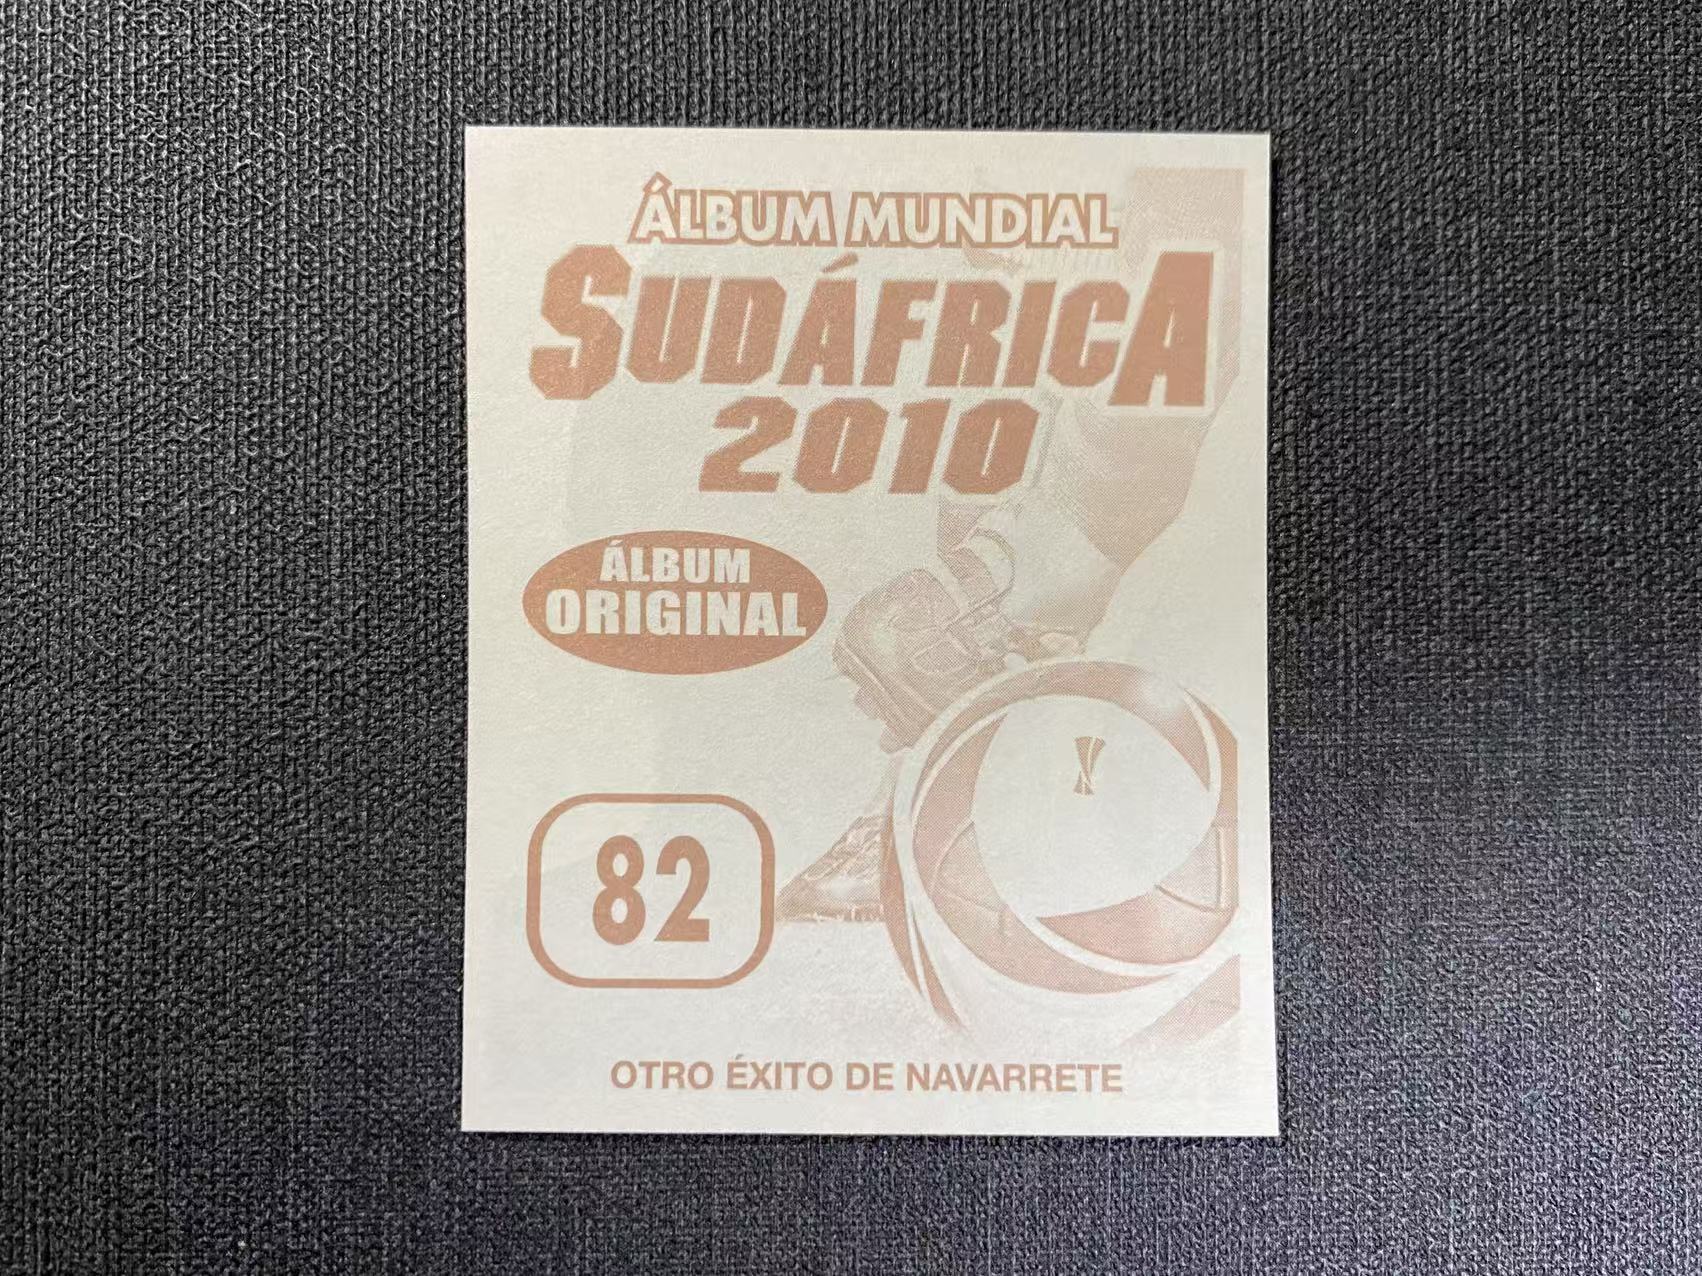 ÁLBUM MUNDIAL
SUDÁFRICA
2010
ÁLBUM
ORIGINAL
82
OTRO ÉXITO DE NAVARRETE